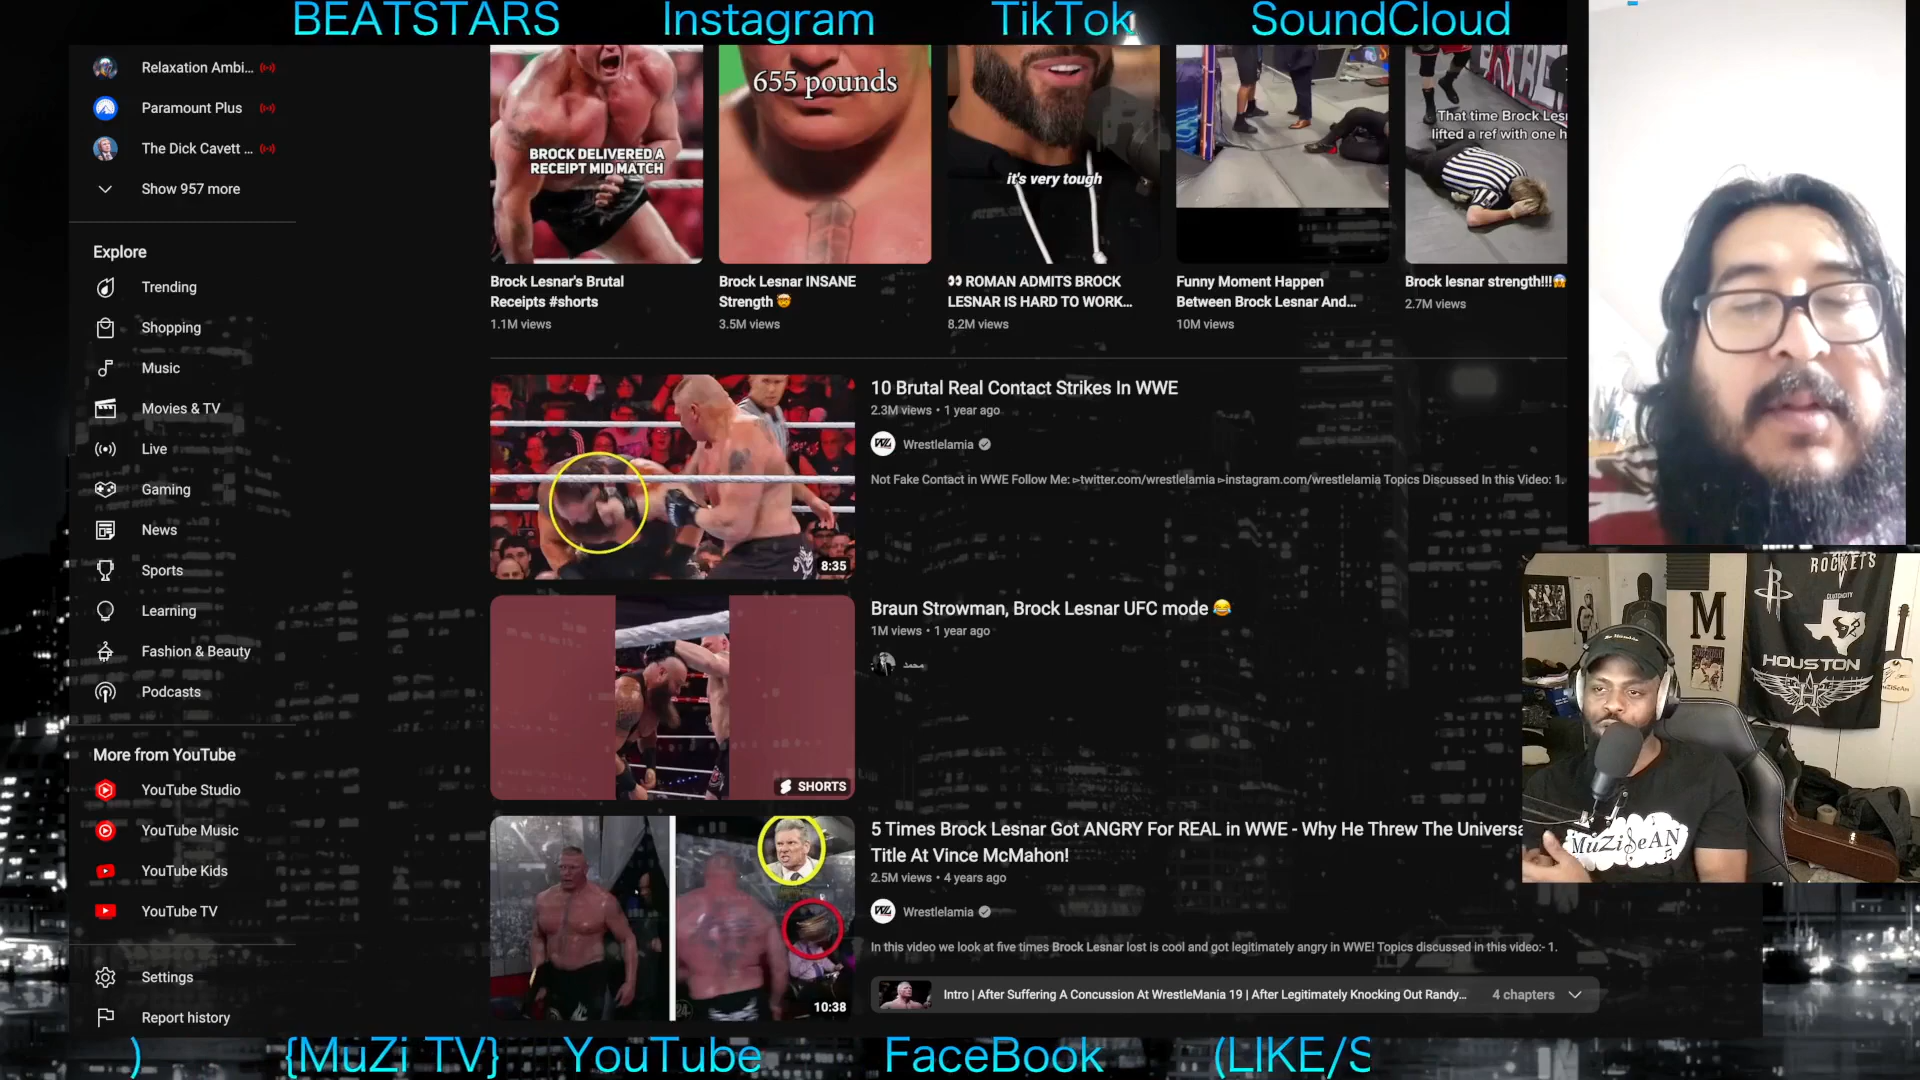 BEATSTARS Instagram TikTok SoundCloud
Relaxation Ambi...
Paramount Plus
The Dick Cavett ...
Show 957 more
Explore
Trending
Shopping
Music
Movies & TV
Live
Gaming
News
Sports
Learning
Fashion & Beauty
Podcasts
More from YouTube
YouTube Studio
YouTube Music
YouTube Kids
YouTube TV
Settings
Report history
BROCK DELIVERED A
RECEIPT MID MATCH
Brock Lesnar's Brutal
Receipts #shorts
1.1M views
655 pounds
Brock Lesnar INSANE
Strength 🤯
3.5M views
it's very tough
👀 ROMAN ADMITS BROCK
LESNAR IS HARD TO WORK...
8.2M views
Funny Moment Happen
Between Brock Lesnar And...
10M views
That time Brock Les
lifted a ref with one h
Brock lesnar strength!!!😱
2.7M views
8:35
10 Brutal Real Contact Strikes In WWE
2.3M views • 1 year ago
Wrestlelamia
Not Fake Contact in WWE Follow Me: ▻twitter.com/wrestlelamia ▻instagram.com/wrestlelamia Topics Discussed In this Video: 1.
SHORTS
Braun Strowman, Brock Lesnar UFC mode 😂
1M views • 1 year ago
محمد
10:38
5 Times Brock Lesnar Got ANGRY For REAL in WWE - Why He Threw The Universa
Title At Vince McMahon!
2.5M views • 4 years ago
Wrestlelamia
In this video we look at five times Brock Lesnar lost is cool and got legitimately angry in WWE! Topics discussed in this video:- 1.
Intro | After Suffering A Concussion At WrestleMania 19 | After Legitimately Knocking Out Randy...
4 chapters
ROCKETS
HOUSTON
M
MuZiSeAN
) {MuZi TV} YouTube FaceBook (LIKE/S